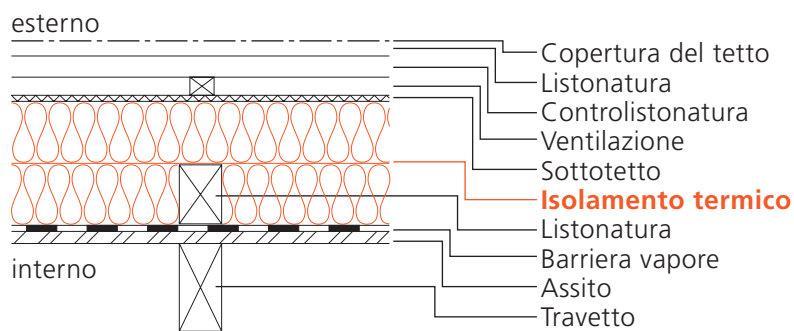 esterno
Copertura del tetto
Listonatura
Controlistonatura
Ventilazione
Sottotetto
Isolamento termico
Listonatura
Barriera vapore
interno
Assito
Travetto